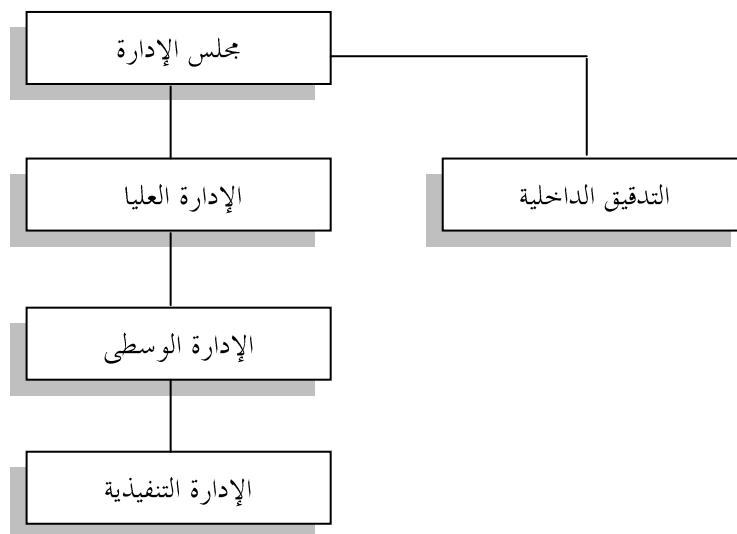 مجلس الإدارة
الإدارة العليا
التدقيق الداخلية
الإدارة الوسطى
الإدارة التنفيذية